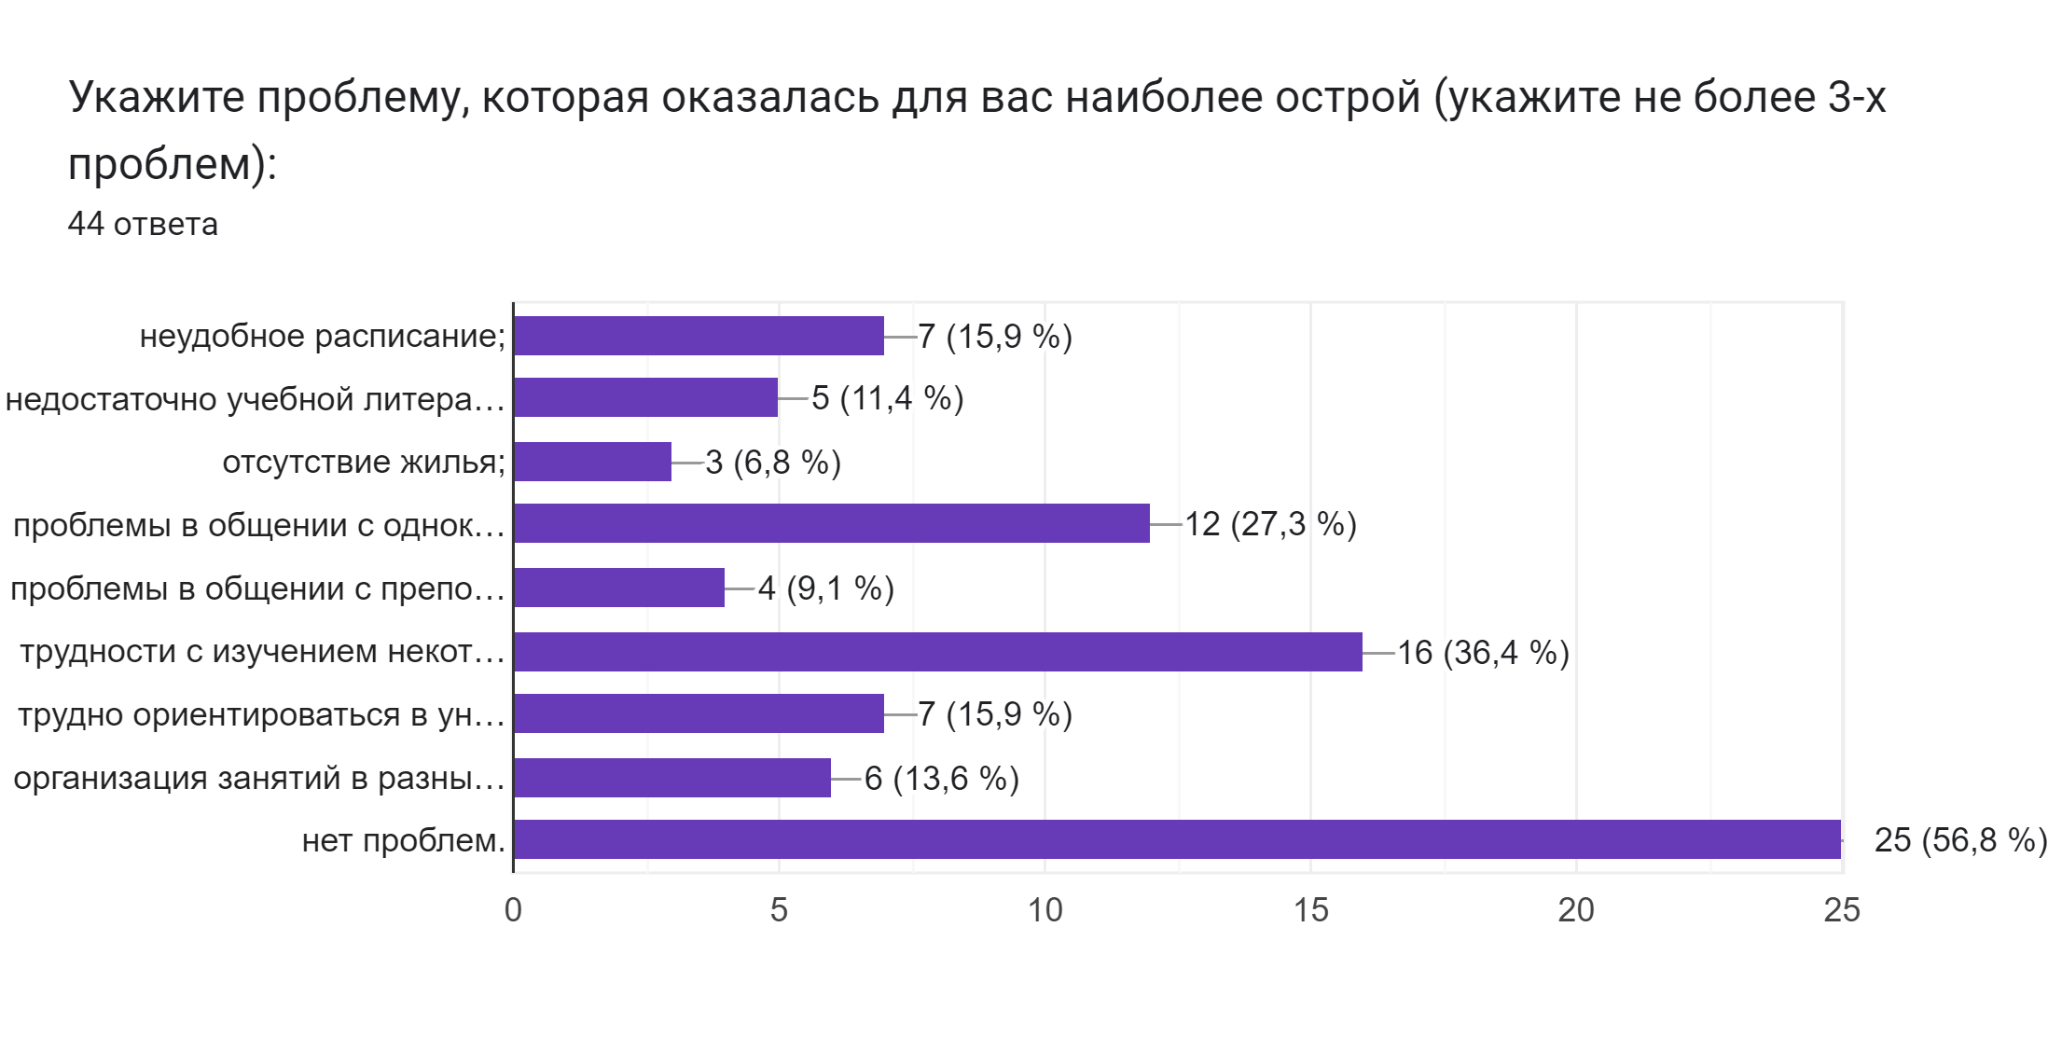 Укажите проблему, которая оказалась для вас наиболее острой (укажите не более 3-х
проблем):
44 ответа
неудобное расписание; 7 (15,9 %)
недостаточно учебной литера… 5 (11,4 %)
отсутствие жилья; 3 (6,8 %)
проблемы в общении с однок… 12 (27,3 %)
проблемы в общении с препо… 4 (9,1 %)
трудности с изучением некот… 16 (36,4 %)
трудно ориентироваться в ун… 7 (15,9 %)
организация занятий в разны… 6 (13,6 %)
нет проблем. 25 (56,8 %)
0 5 10 15 20 25